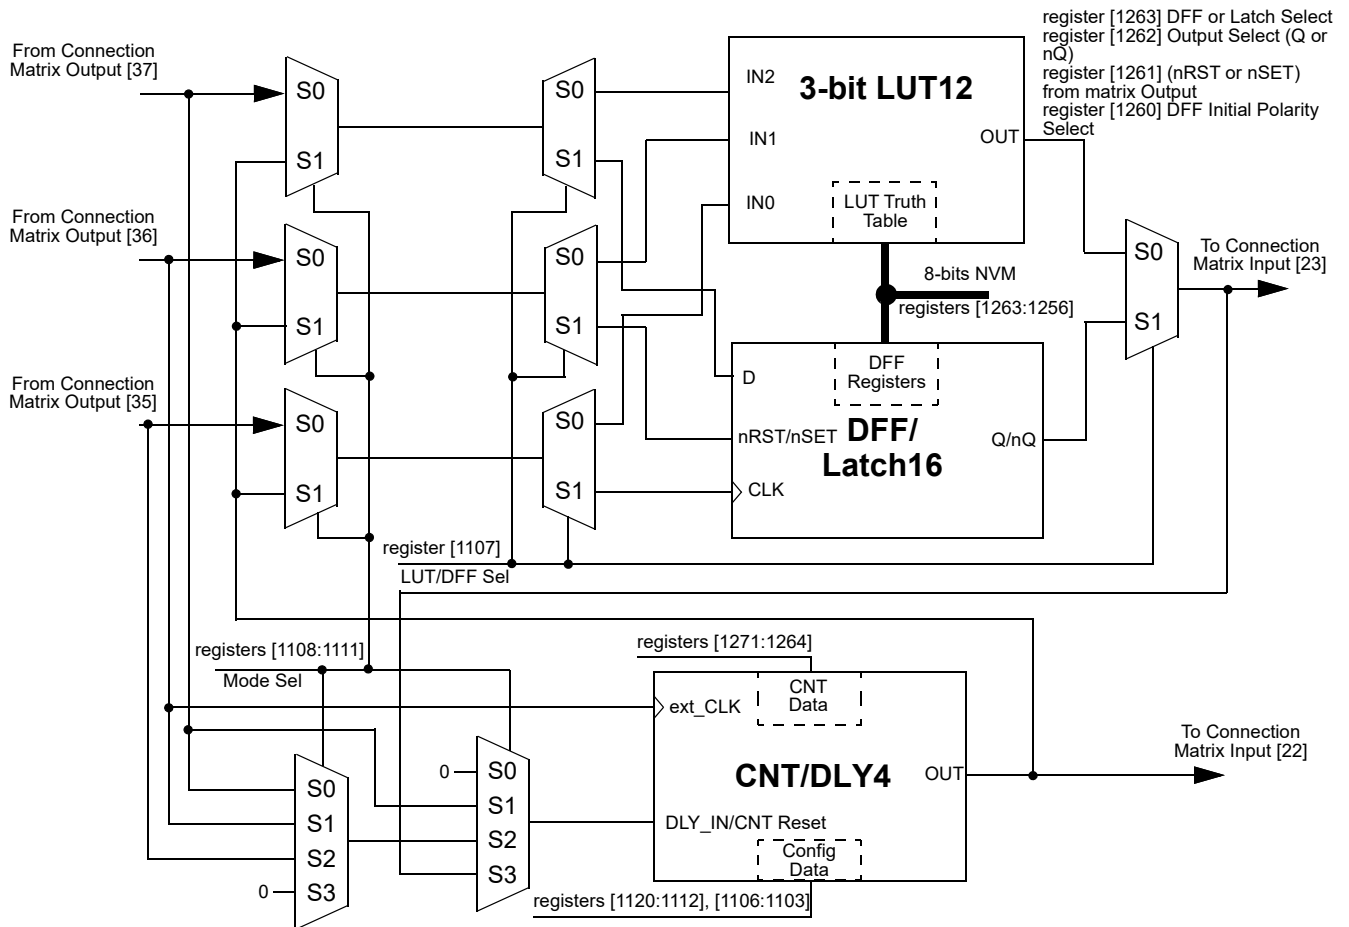 register [1263] DFF or Latch Select
register [1262] Output Select (Q or
nQ)
register [1261] (nRST or nSET)
from matrix Output
register [1260] DFF Initial Polarity
Select
From Connection
Matrix Output [37]
S0
S1
S0
S1
IN2
3-bit LUT12
IN1
OUT
IN0
LUT Truth
Table
From Connection
Matrix Output [36]
S0
S1
S0
S1
8-bits NVM
registers [1263:1256]
S0
S1
To Connection
Matrix Input [23]
From Connection
Matrix Output [35]
S0
S1
S0
S1
DFF
Registers
D
nRST/nSET
DFF/
Latch16
Q/nQ
CLK
register [1107]
LUT/DFF Sel
registers [1108:1111]
Mode Sel
registers [1271:1264]
CNT
Data
ext_CLK
CNT/DLY4
OUT
To Connection
Matrix Input [22]
DLY_IN/CNT Reset
Config
Data
S0
S1
S2
0
S3
0
S0
S1
S2
S3
registers [1120:1112], [1106:1103]